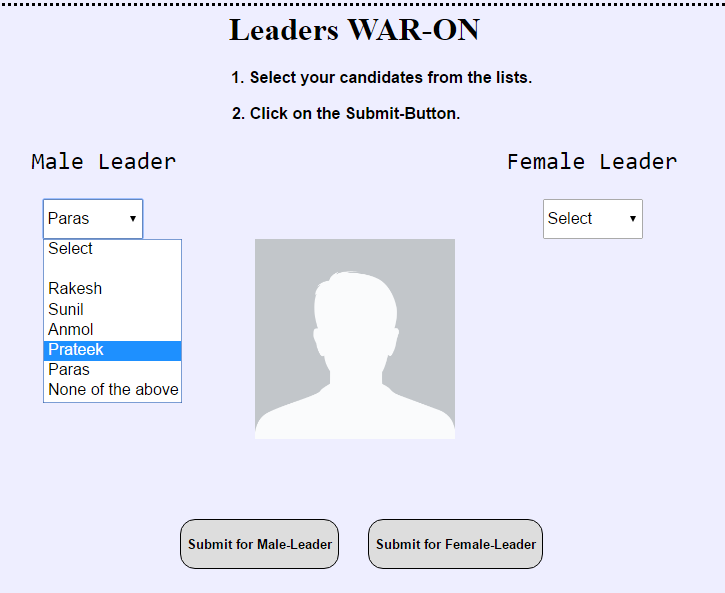 Leaders WAR-ON
1. Select your candidates from the lists.
2. Click on the Submit-Button.
Male Leader
Female Leader
Paras
Select
Select
Rakesh
Sunil
Anmol
Prateek
Paras
None of the above
Submit for Male-Leader
Submit for Female-Leader